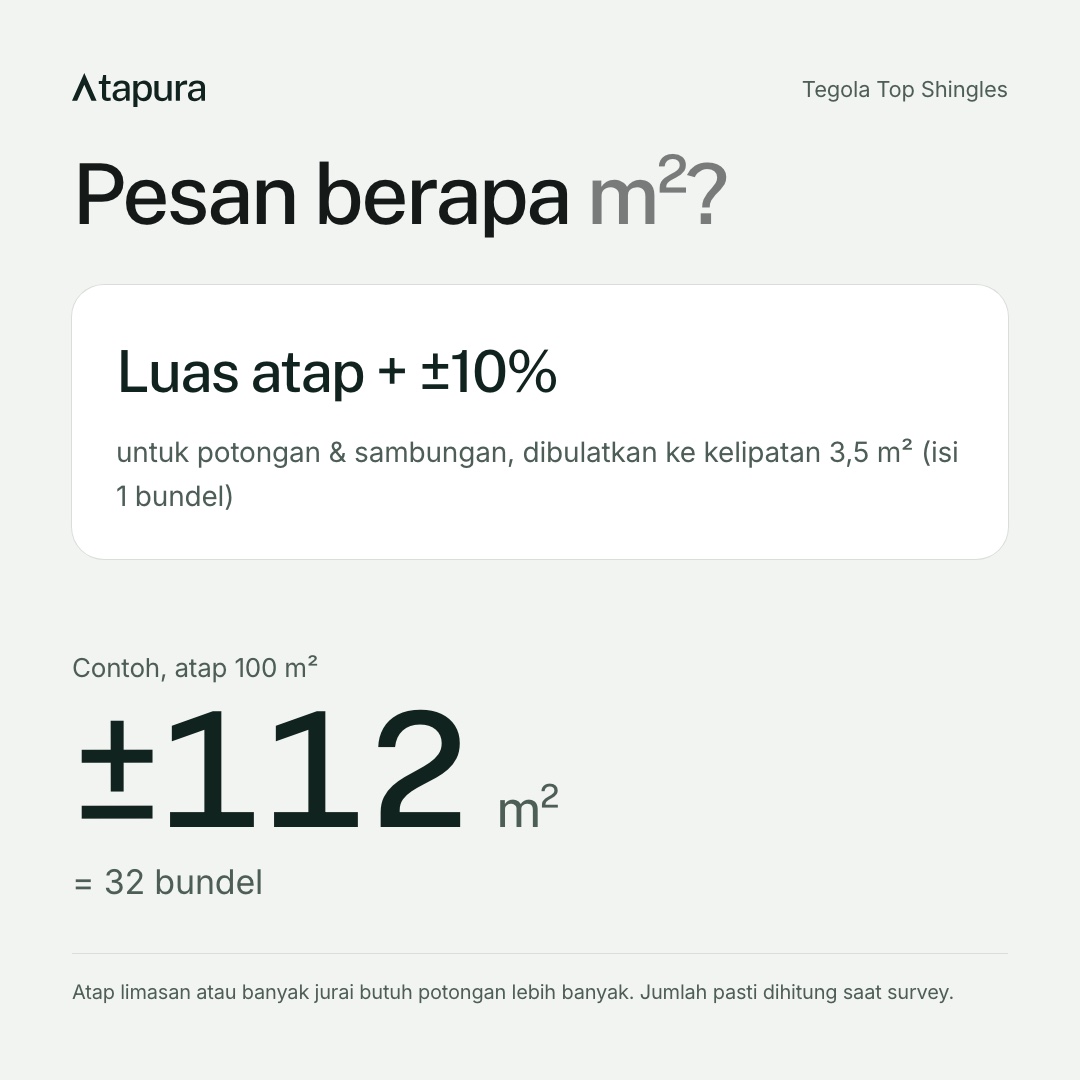 Atapura
Tegola Top Shingles
Pesan berapa m²?
Luas atap + ±10%
untuk potongan & sambungan, dibulatkan ke kelipatan 3,5 m² (isi
1 bundel)
Contoh, atap 100 m²
±112 m²
= 32 bundel
Atap limasan atau banyak jurai butuh potongan lebih banyak. Jumlah pasti dihitung saat survey.